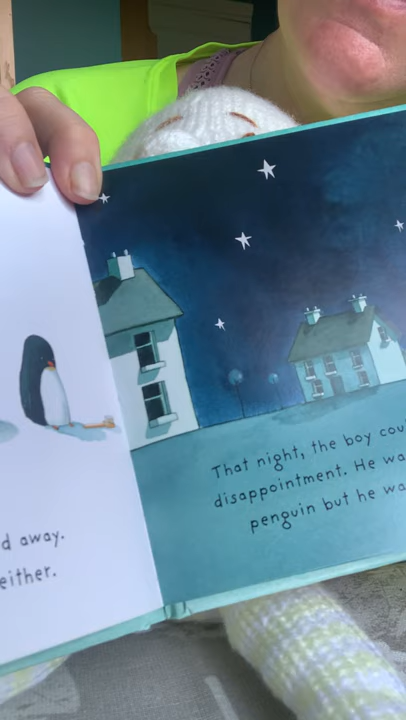 d away.
either.
That night, the boy cou
disappointment. He wa
penguin but he wa